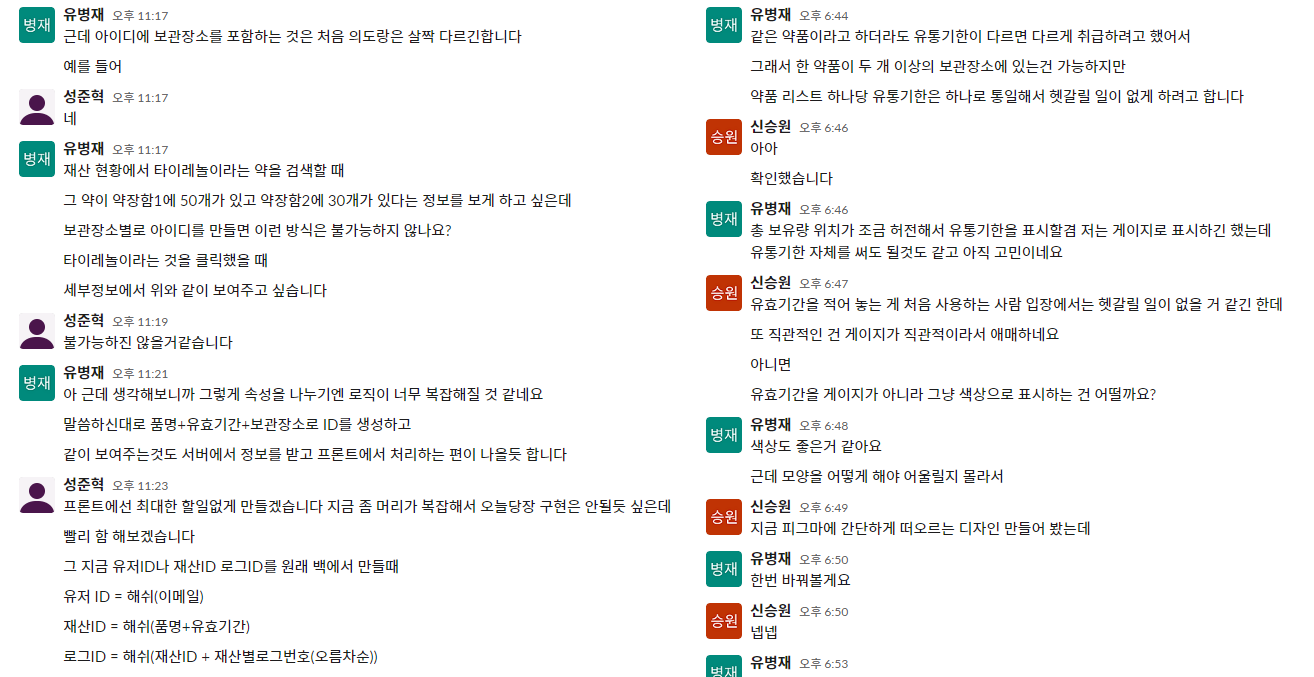 병재
유병재 오후 11:17
근데 아이디에 보관장소를 포함하는 것은 처음 의도랑은 살짝 다르긴합니다
예를 들어
성준혁 오후 11:17
네
병재
유병재 오후 11:17
재산 현황에서 타이레놀이라는 약을 검색할 때
그 약이 약장함1에 50개가 있고 약장함2에 30개가 있다는 정보를 보게 하고 싶은데
보관장소별로 아이디를 만들면 이런 방식은 불가능하지 않나요?
타이레놀이라는 것을 클릭했을 때
세부정보에서 위와 같이 보여주고 싶습니다
성준혁 오후 11:19
불가능하진 않을거같습니다
병재
유병재 오후 11:21
아 근데 생각해보니까 그렇게 속성을 나누기엔 로직이 너무 복잡해질 것 같네요
말씀하신대로 품명+유효기간+보관장소로 ID를 생성하고
같이 보여주는것도 서버에서 정보를 받고 프론트에서 처리하는 편이 나을듯 합니다
성준혁 오후 11:23
프론트에선 최대한 할일없게 만들겠습니다 지금 좀 머리가 복잡해서 오늘당장 구현은 안될듯 싶은데
빨리 함 해보겠습니다
그 지금 유저ID나 재산ID 로그ID를 원래 백에서 만들때
유저 ID = 해쉬(이메일)
재산ID = 해쉬(품명+유효기간)
로그ID = 해쉬(재산ID + 재산별로그번호(오름차순))
병재
유병재 오후 6:44
같은 약품이라고 하더라도 유통기한이 다르면 다르게 취급하려고 했어서
그래서 한 약품이 두 개 이상의 보관장소에 있는건 가능하지만
약품 리스트 하나당 유통기한은 하나로 통일해서 헷갈릴 일이 없게 하려고 합니다
승원
신승원 오후 6:46
아아
확인했습니다
병재
유병재 오후 6:46
총 보유량 위치가 조금 허전해서 유통기한을 표시할겸 저는 게이지로 표시하긴 했는데
유통기한 자체를 써도 될것도 같고 아직 고민이네요
승원
신승원 오후 6:47
유효기간을 적어 놓는 게 처음 사용하는 사람 입장에서는 헷갈릴 일이 없을 거 같긴 한데
또 직관적인 건 게이지가 직관적이라서 애매하네요
아니면
유효기간을 게이지가 아니라 그냥 색상으로 표시하는 건 어떨까요?
병재
유병재 오후 6:48
색상도 좋은거 같아요
근데 모양을 어떻게 해야 어울릴지 몰라서
승원
신승원 오후 6:49
지금 피그마에 간단하게 떠오르는 디자인 만들어 봤는데
병재
유병재 오후 6:50
한번 바꿔볼게요
승원
신승원 오후 6:50
넵넵
병재
유병재 오후 6:53